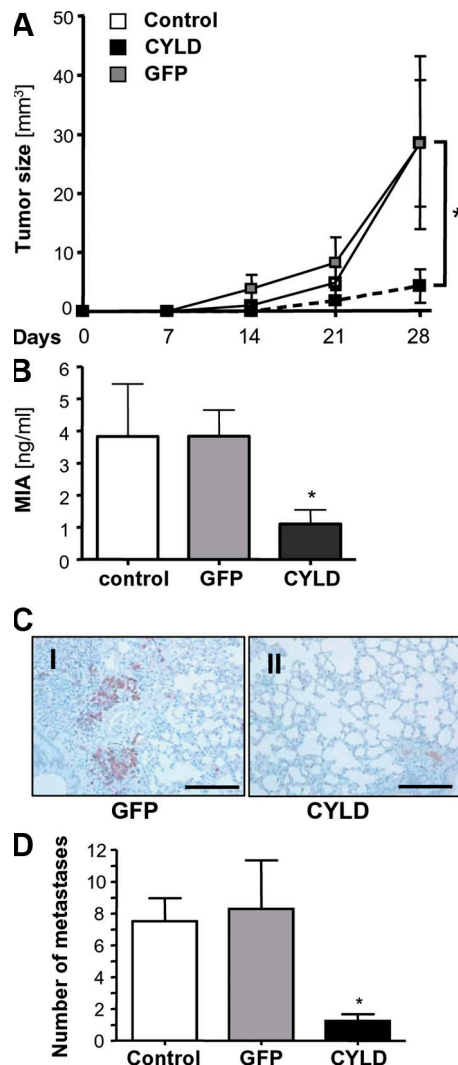 A
Tumor size [mm³]
50
40
30
20
10
0
Control
CYLD
GFP
*
Days
0 7 14 21 28
B
MIA [ng/ml]
6
5
4
3
2
1
0
*
control GFP CYLD
C
I II
GFP CYLD
D
Number of metastases
12
10
8
6
4
2
0
*
Control GFP CYLD